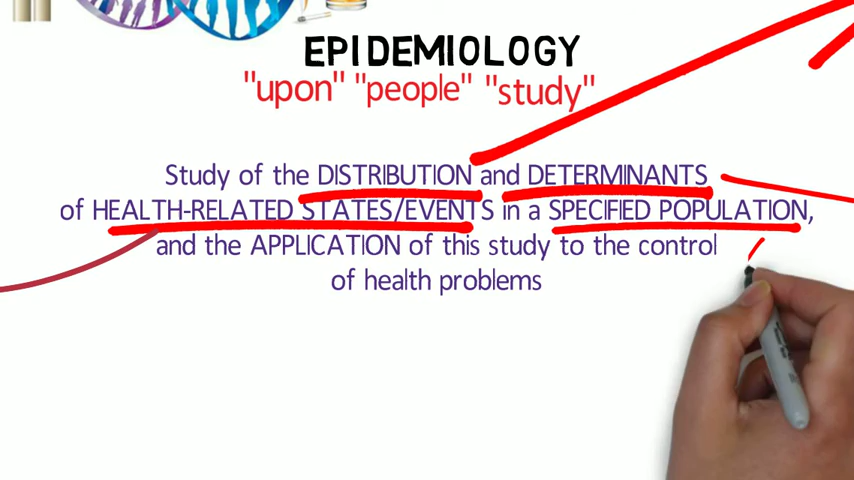 EPIDEMIOLOGY
"upon" "people" "study"
Study of the DISTRIBUTION and DETERMINANTS
of HEALTH-RELATED STATES/EVENTS in a SPECIFIED POPULATION,
and the APPLICATION of this study to the control
of health problems